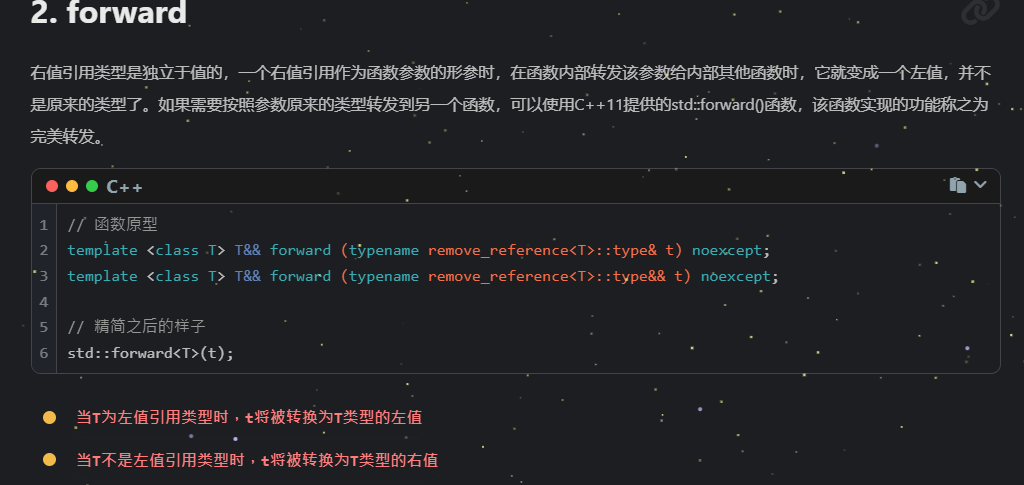 2. forward
右值引用类型是独立于值的，一个右值引用作为函数参数的形参时，在函数内部转发该参数给内部其他函数时，它就变成一个左值，并不
是原来的类型了。如果需要按照参数原来的类型转发到另一个函数，可以使用C++11提供的std::forward()函数，该函数实现的功能称之为
完美转发。
C++
1 // 函数原型
2 template <class T> T&& forward (typename remove_reference<T>::type& t) noexcept;
3 template <class T> T&& forward (typename remove_reference<T>::type&& t) noexcept;
4
5 // 精简之后的样子
6 std::forward<T>(t);
当T为左值引用类型时，t将被转换为T类型的左值
当T不是左值引用类型时，t将被转换为T类型的右值